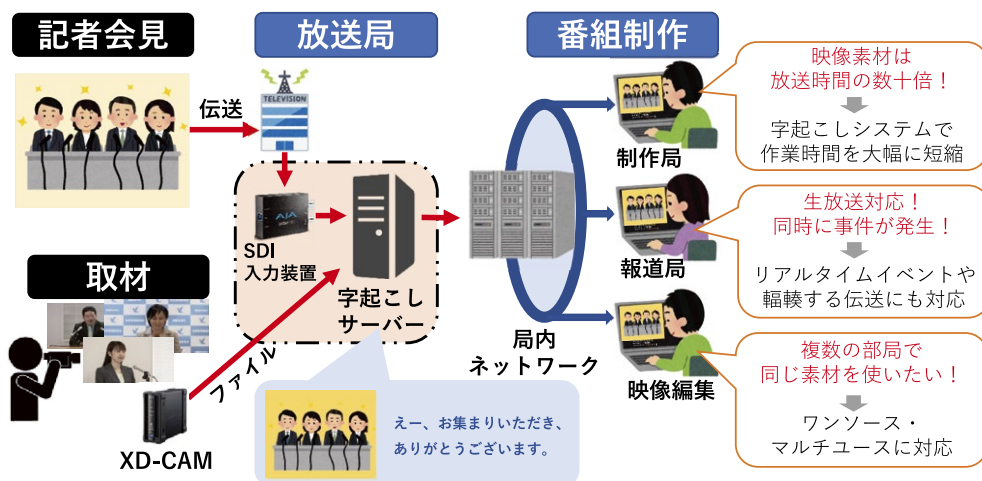 記者会見
放送局
番組制作
伝送
TELEVISION
AJA
SDI
入力装置
字起こし
サーバー
取材
XD-CAM
ファイル
えー、お集まりいただき、
ありがとうございます。
局内
ネットワーク
制作局
報道局
映像編集
映像素材は
放送時間の数十倍！
字起こしシステムで
作業時間を大幅に短縮
生放送対応！
同時に事件が発生！
リアルタイムイベントや
輻輳する伝送にも対応
複数の部局で
同じ素材を使いたい！
ワンソース・
マルチユースに対応